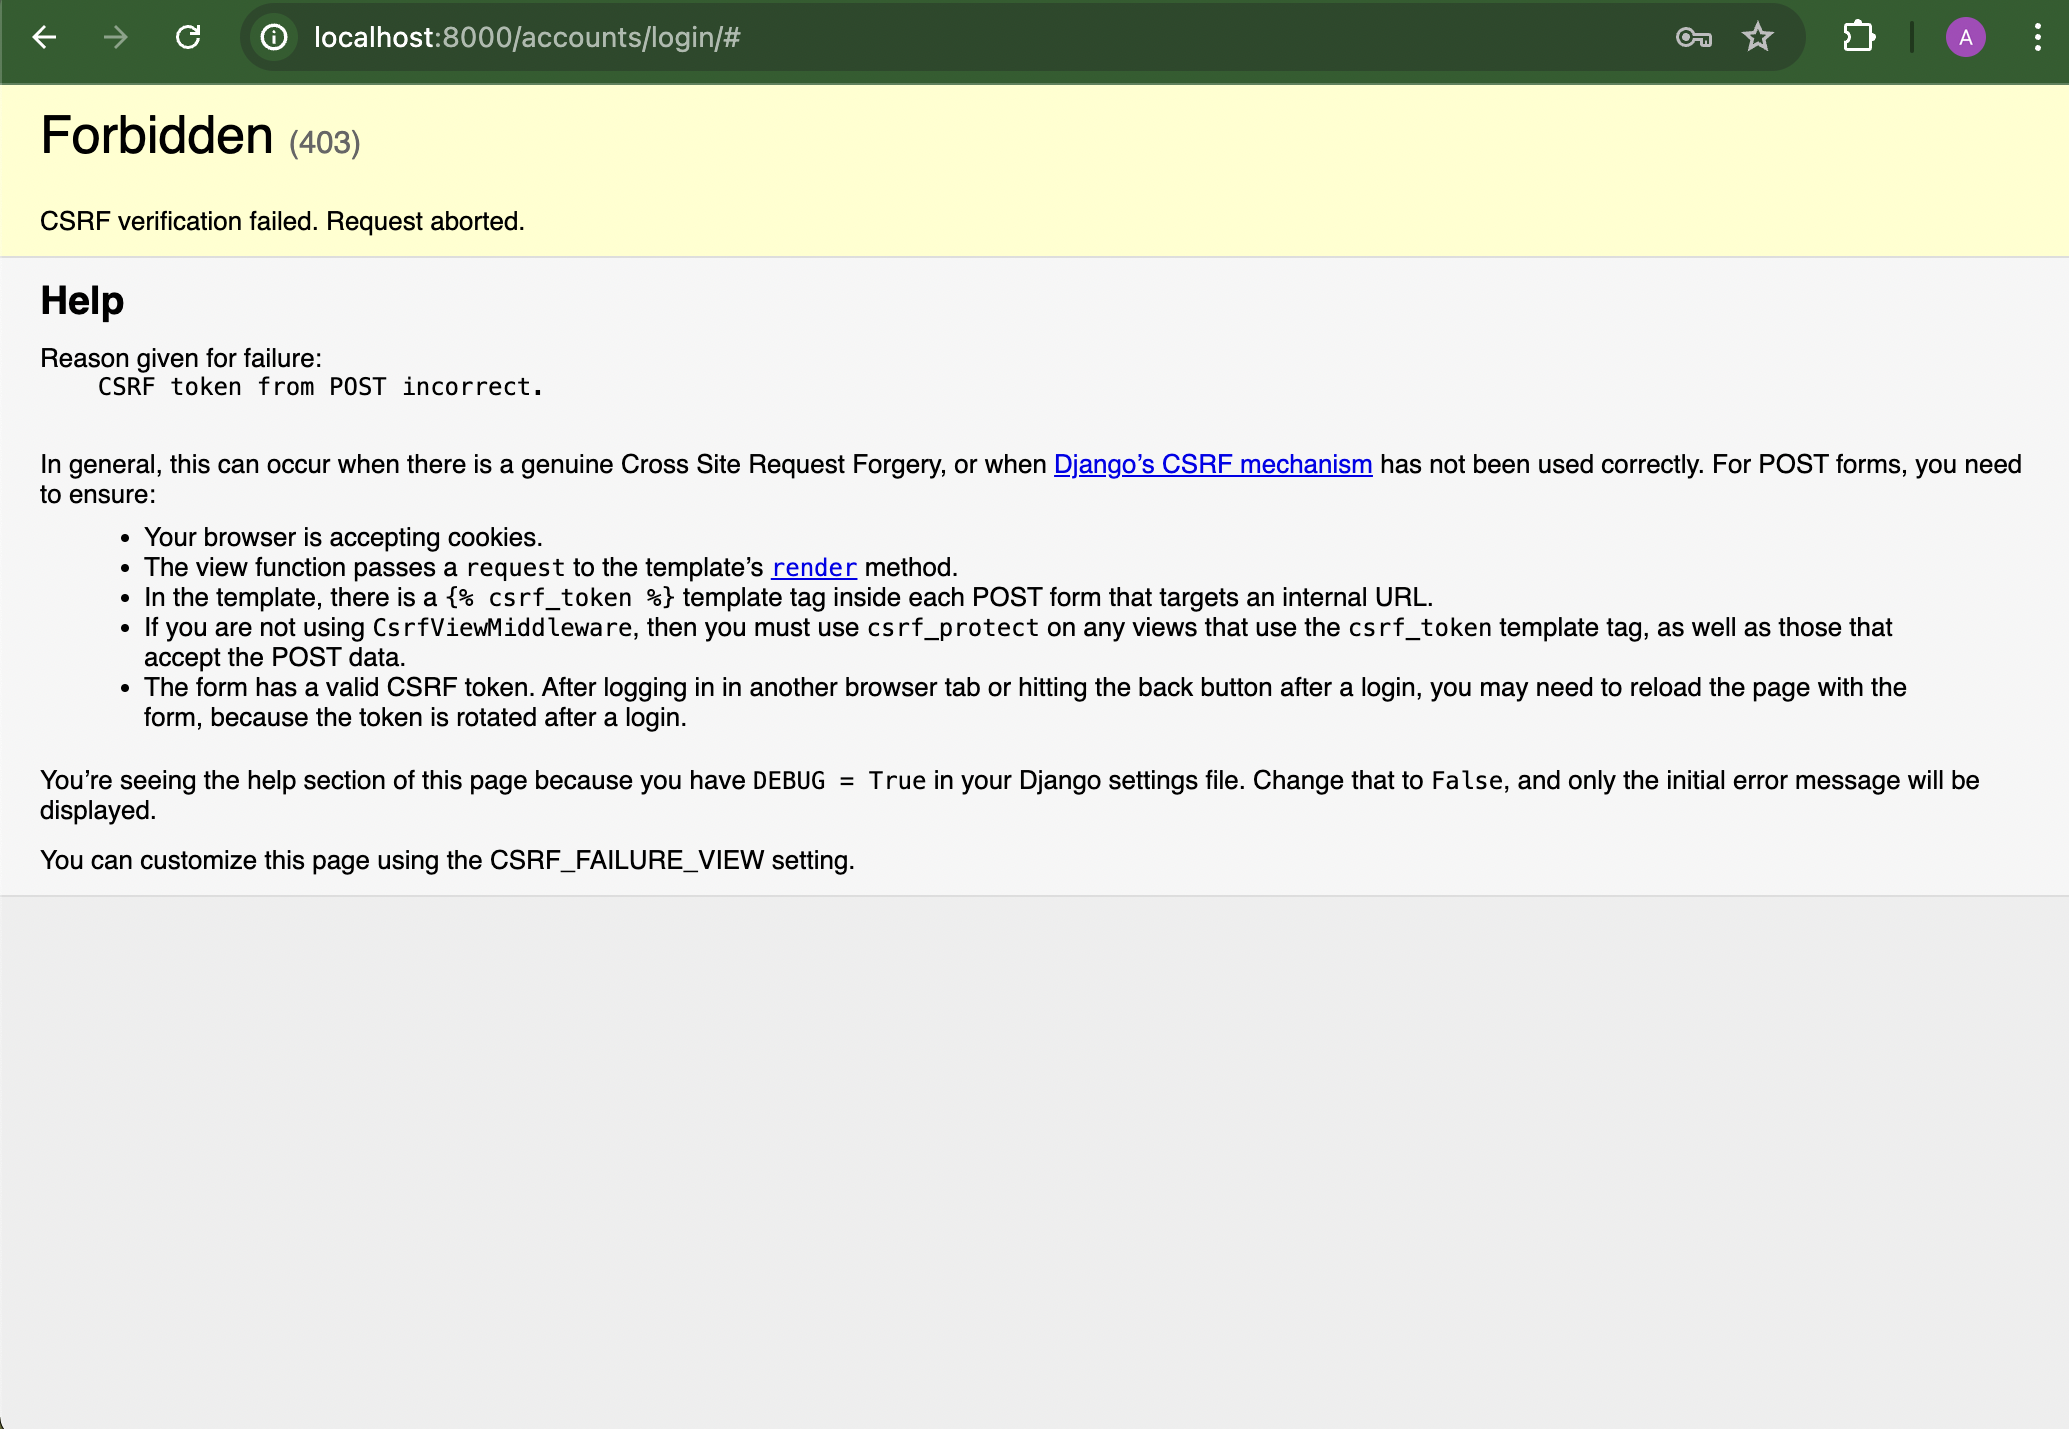 localhost:8000/accounts/login/#
A
Forbidden (403)
CSRF verification failed. Request aborted.
Help
Reason given for failure:
CSRF token from POST incorrect.
In general, this can occur when there is a genuine Cross Site Request Forgery, or when Django’s CSRF mechanism has not been used correctly. For POST forms, you need
to ensure:
• Your browser is accepting cookies.
• The view function passes a request to the template’s render method.
• In the template, there is a {% csrf_token %} template tag inside each POST form that targets an internal URL.
• If you are not using CsrfViewMiddleware, then you must use csrf_protect on any views that use the csrf_token template tag, as well as those that
accept the POST data.
• The form has a valid CSRF token. After logging in in another browser tab or hitting the back button after a login, you may need to reload the page with the
form, because the token is rotated after a login.
You’re seeing the help section of this page because you have DEBUG = True in your Django settings file. Change that to False, and only the initial error message will be
displayed.
You can customize this page using the CSRF_FAILURE_VIEW setting.